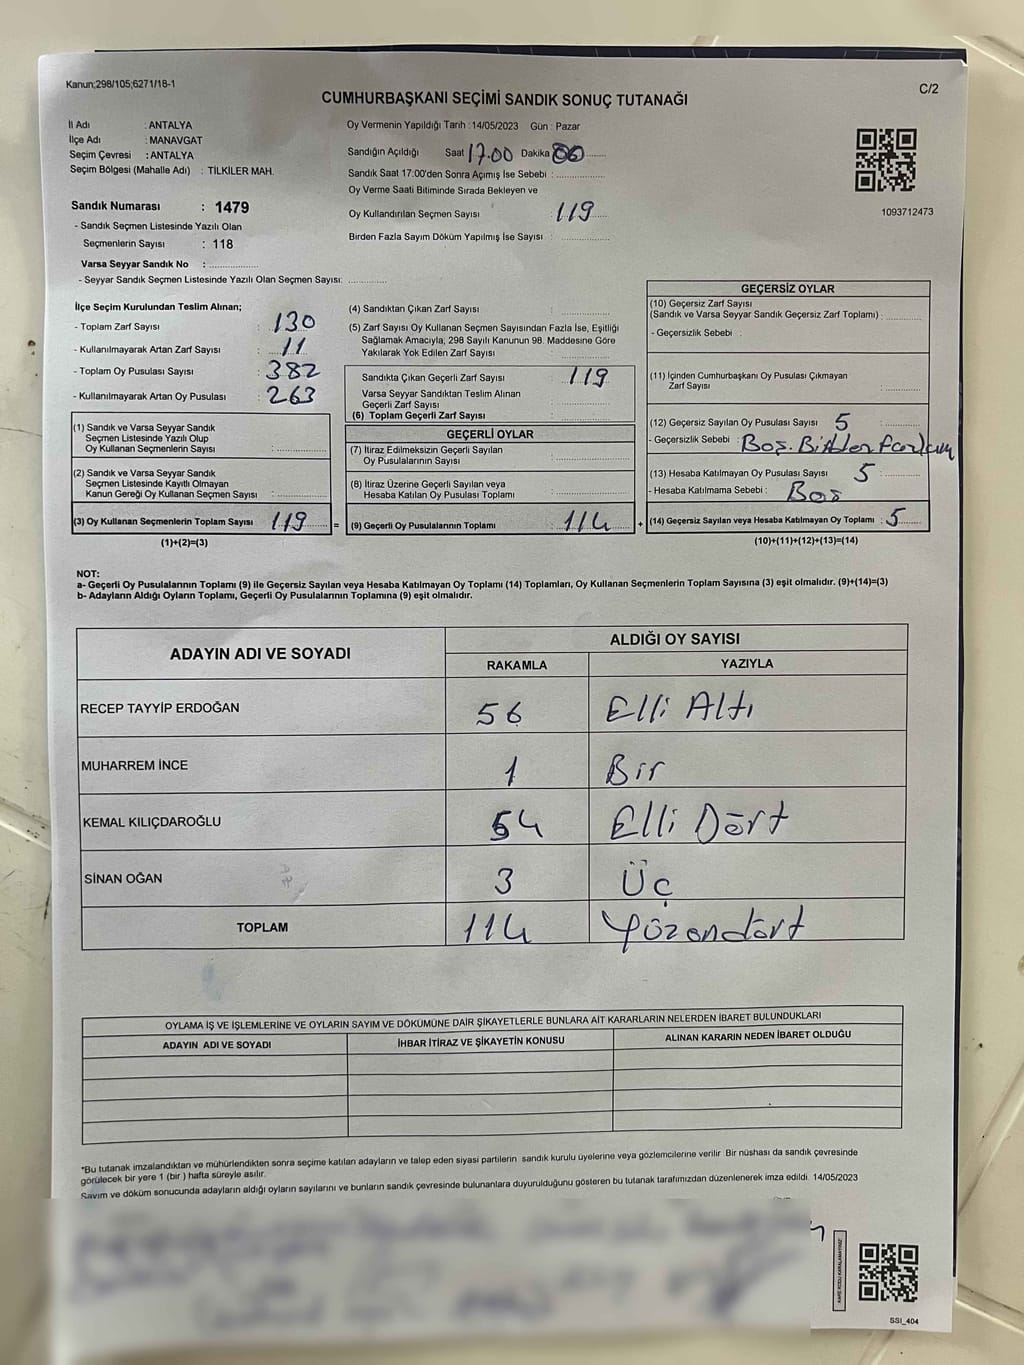 Kanun;298/105;6271/18-1
C/2
CUMHURBAŞKANI SEÇİMİ SANDIK SONUÇ TUTANAĞI
İl Adı : ANTALYA
İlçe Adı : MANAVGAT
Seçim Çevresi : ANTALYA
Seçim Bölgesi (Mahalle Adı) : TİLKİLER MAH.
Sandık Numarası : 1479
- Sandık Seçmen Listesinde Yazılı Olan
Seçmenlerin Sayısı : 118
Varsa Seyyar Sandık No : ..................
- Seyyar Sandık Seçmen Listesinde Yazılı Olan Seçmen Sayısı: ..............
Oy Vermenin Yapıldığı Tarih : 14/05/2023 Gün : Pazar
Sandığın Açıldığı Saat 17.00 Dakika 00
Sandık Saat 17:00'den Sonra Açımış İse Sebebi : ..................
Oy Verme Saati Bitiminde Sırada Bekleyen ve
Oy Kullandırılan Seçmen Sayısı : 119
Birden Fazla Sayım Döküm Yapılmış İse Sayısı : ..................
1093712473
İlçe Seçim Kurulundan Teslim Alınan;
- Toplam Zarf Sayısı : 130
- Kullanılmayarak Artan Zarf Sayısı : 11
- Toplam Oy Pusulası Sayısı : 382
- Kullanılmayarak Artan Oy Pusulası : 263
(1) Sandık ve Varsa Seyyar Sandık
Seçmen Listesinde Yazılı Olup
Oy Kullanan Seçmenlerin Sayısı : ..................
(2) Sandık ve Varsa Seyyar Sandık
Seçmen Listesinde Kayıtlı Olmayan
Kanun Gereği Oy Kullanan Seçmen Sayısı : ..................
(3) Oy Kullanan Seçmenlerin Toplam Sayısı : 119 =
(1)+(2)=(3)
(4) Sandıktan Çıkan Zarf Sayısı : ..................
(5) Zarf Sayısı Oy Kullanan Seçmen Sayısından Fazla İse, Eşitliği
Sağlamak Amacıyla; 298 Sayılı Kanunun 98. Maddesine Göre
Yakılarak Yok Edilen Zarf Sayısı : ..................
Sandıkta Çıkan Geçerli Zarf Sayısı : 119
Varsa Seyyar Sandıktan Teslim Alınan
Geçerli Zarf Sayısı : ..................
(6) Toplam Geçerli Zarf Sayısı : ..................
GEÇERLİ OYLAR
(7) İtiraz Edilmeksizin Geçerli Sayılan
Oy Pusulalarının Sayısı : ..................
(8) İtiraz Üzerine Geçerli Sayılan veya
Hesaba Katılan Oy Pusulası Toplamı : ..................
(9) Geçerli Oy Pusulalarının Toplamı : 114 +
GEÇERSİZ OYLAR
(10) Geçersiz Zarf Sayısı
(Sandık ve Varsa Seyyar Sandık Geçersiz Zarf Toplamı) : ..............
- Geçersizlik Sebebi :
(11) İçinden Cumhurbaşkanı Oy Pusulası Çıkmayan
Zarf Sayısı : ..............
(12) Geçersiz Sayılan Oy Pusulası Sayısı : 5
- Geçersizlik Sebebi : Boş. Birden fazla
(13) Hesaba Katılmayan Oy Pusulası Sayısı : 5
- Hesaba Katılmama Sebebi : Boş
(14) Geçersiz Sayılan veya Hesaba Katılmayan Oy Toplamı : 5
(10)+(11)+(12)+(13)=(14)
NOT:
a- Geçerli Oy Pusulalarının Toplamı (9) ile Geçersiz Sayılan veya Hesaba Katılmayan Oy Toplamı (14) Toplamları, Oy Kullanan Seçmenlerin Toplam Sayısına (3) eşit olmalıdır. (9)+(14)=(3)
b- Adayların Aldığı Oyların Toplamı, Geçerli Oy Pusulalarının Toplamına (9) eşit olmalıdır.
ADAYIN ADI VE SOYADI
ALDIĞI OY SAYISI
RAKAMLA YAZIYLA
RECEP TAYYİP ERDOĞAN 56 Elli Altı
MUHARREM İNCE 1 Bir
KEMAL KILIÇDAROĞLU 54 Elli Dört
SİNAN OĞAN 3 Üç
TOPLAM 114 Yüzondört
OYLAMA İŞ VE İŞLEMLERİNE VE OYLARIN SAYIM VE DÖKÜMÜNE DAİR ŞİKAYETLERLE BUNLARA AİT KARARLARIN NELERDEN İBARET BULUNDUKLARI
ADAYIN ADI VE SOYADI İHBAR İTİRAZ VE ŞİKAYETİN KONUSU ALINAN KARARIN NEDEN İBARET OLDUĞU
*Bu tutanak imzalandıktan ve mühürlendikten sonra seçime katılan adayların ve talep eden siyasi partilerin sandık kurulu üyelerine veya gözlemcilerine verilir Bir nüshası da sandık çevresinde
görülecek bir yere 1 (bir ) hafta süreyle asılır.
Sayım ve döküm sonucunda adayların aldığı oyların sayılarını ve bunların sandık çevresinde bulunanlara duyurulduğunu gösteren bu tutanak tarafımızdan düzenlenerek imza edildi. 14/05/2023
SSI_404